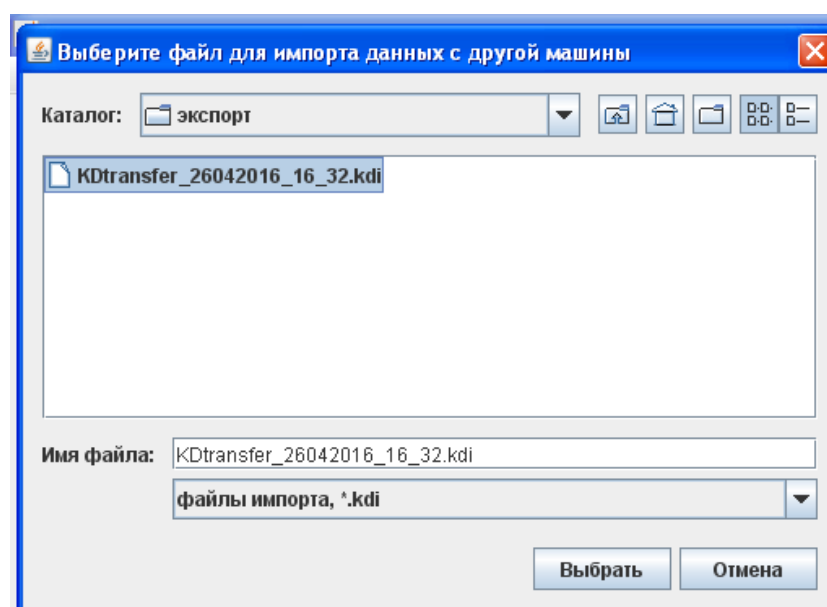 Выберите файл для импорта данных с другой машины
Каталог: экспорт
KDtransfer_26042016_16_32.kdi
Имя файла: KDtransfer_26042016_16_32.kdi
файлы импорта, *.kdi
Выбрать Отмена